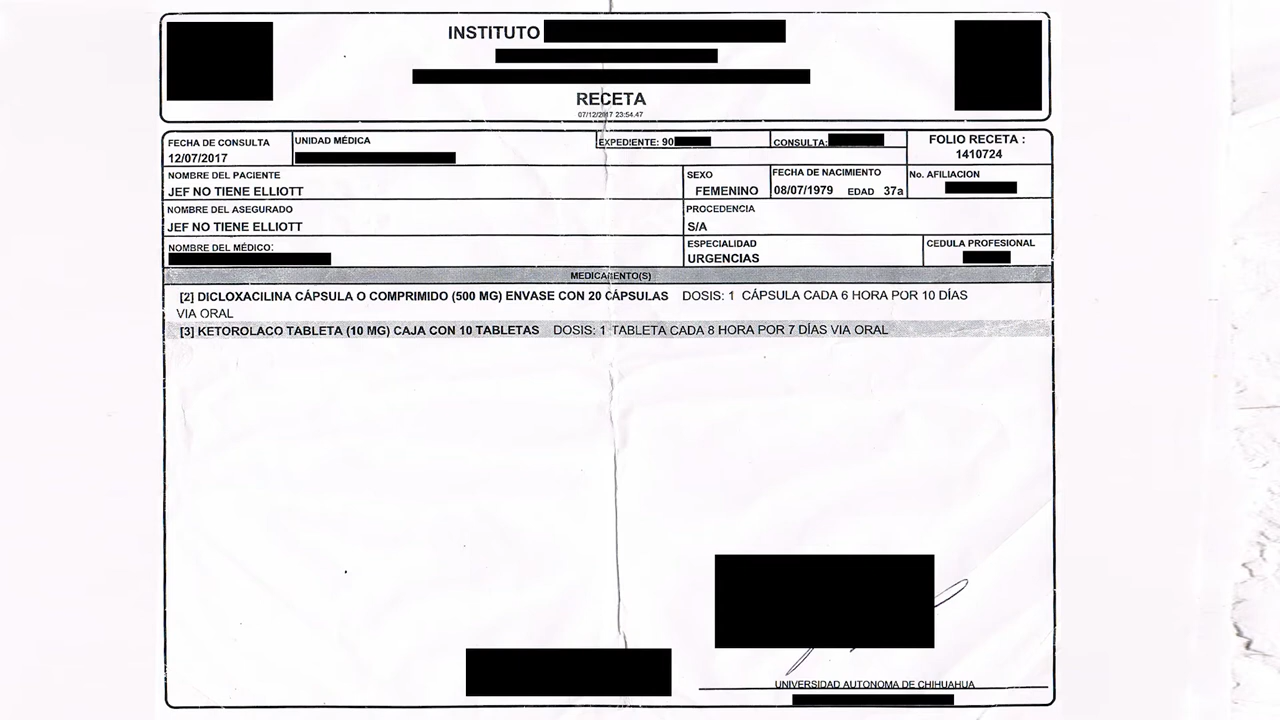 INSTITUTO
RECETA
07/12/2017 23:54.47
FECHA DE CONSULTA
12/07/2017
UNIDAD MÉDICA
EXPEDIENTE: 90
CONSULTA:
FOLIO RECETA :
1410724
NOMBRE DEL PACIENTE
JEF NO TIENE ELLIOTT
SEXO
FEMENINO
FECHA DE NACIMIENTO
08/07/1979 EDAD 37a
No. AFILIACION
NOMBRE DEL ASEGURADO
JEF NO TIENE ELLIOTT
PROCEDENCIA
S/A
NOMBRE DEL MÉDICO:
ESPECIALIDAD
URGENCIAS
CEDULA PROFESIONAL
MEDICAMENTO(S)
[2] DICLOXACILINA CÁPSULA O COMPRIMIDO (500 MG) ENVASE CON 20 CÁPSULAS DOSIS: 1 CÁPSULA CADA 6 HORA POR 10 DÍAS
VIA ORAL
[3] KETOROLACO TABLETA (10 MG) CAJA CON 10 TABLETAS DOSIS: 1 TABLETA CADA 8 HORA POR 7 DÍAS VIA ORAL
UNIVERSIDAD AUTONOMA DE CHIHUAHUA